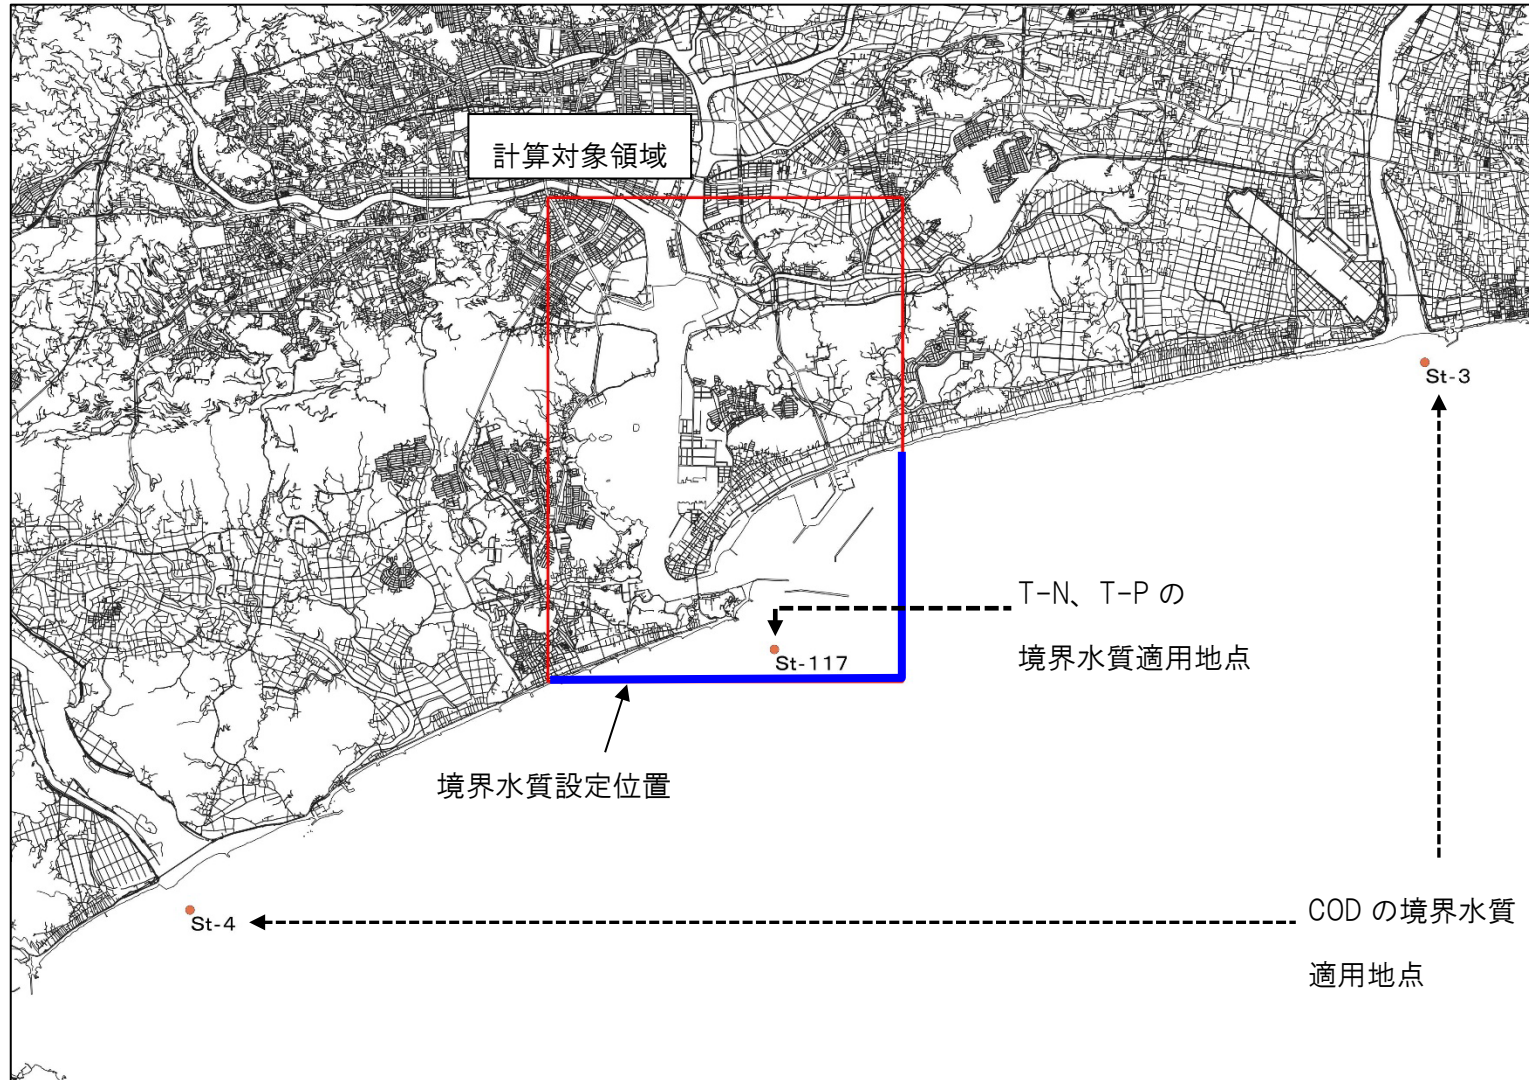 計算対象領域
St-3
T-N、T-P の
境界水質適用地点
St-117
境界水質設定位置
St-4
COD の境界水質
適用地点